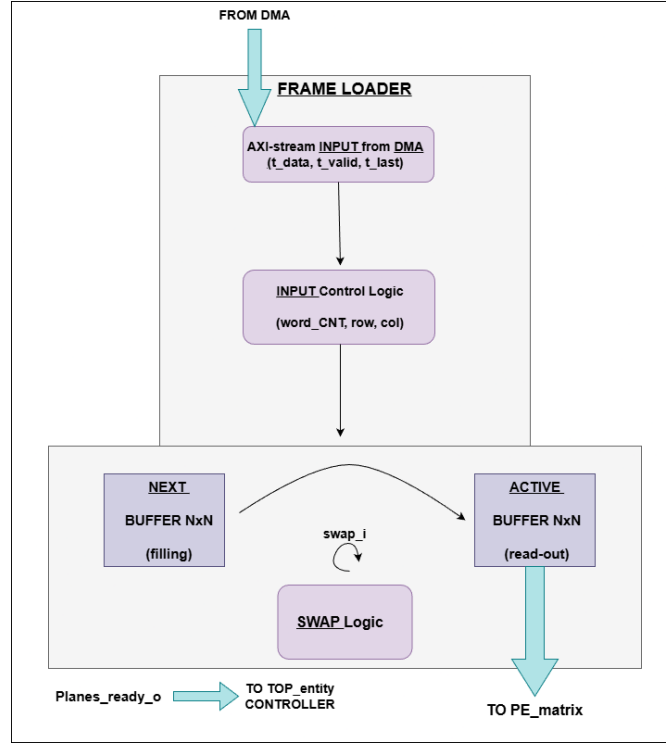 FROM DMA
FRAME LOADER
AXI-stream INPUT from DMA
(t_data, t_valid, t_last)
INPUT Control Logic
(word_CNT, row, col)
NEXT
BUFFER NxN
(filling)
ACTIVE
BUFFER NxN
(read-out)
swap_i
SWAP Logic
Planes_ready_o
TO TOP_entity
CONTROLLER
TO PE_matrix